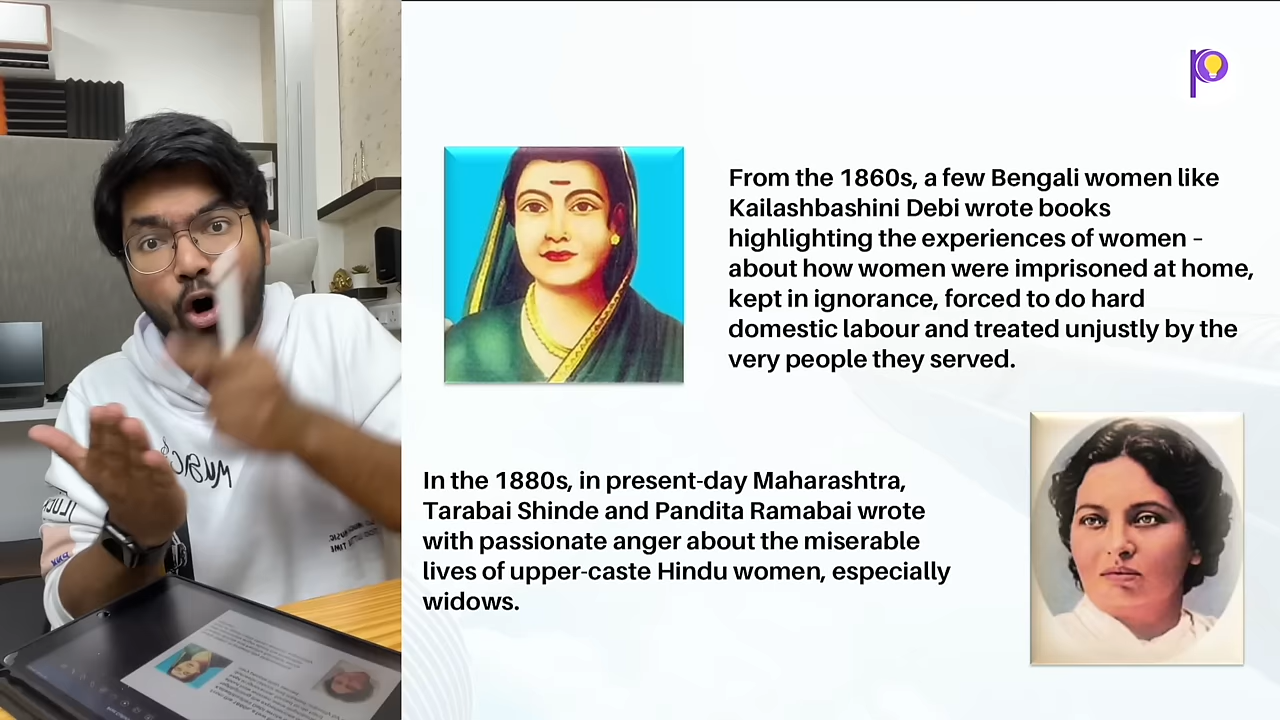 From the 1860s, a few Bengali women like
Kailashbashini Debi wrote books
highlighting the experiences of women –
about how women were imprisoned at home,
kept in ignorance, forced to do hard
domestic labour and treated unjustly by the
very people they served.
In the 1880s, in present-day Maharashtra,
Tarabai Shinde and Pandita Ramabai wrote
with passionate anger about the miserable
lives of upper-caste Hindu women, especially
widows.
MUSIC